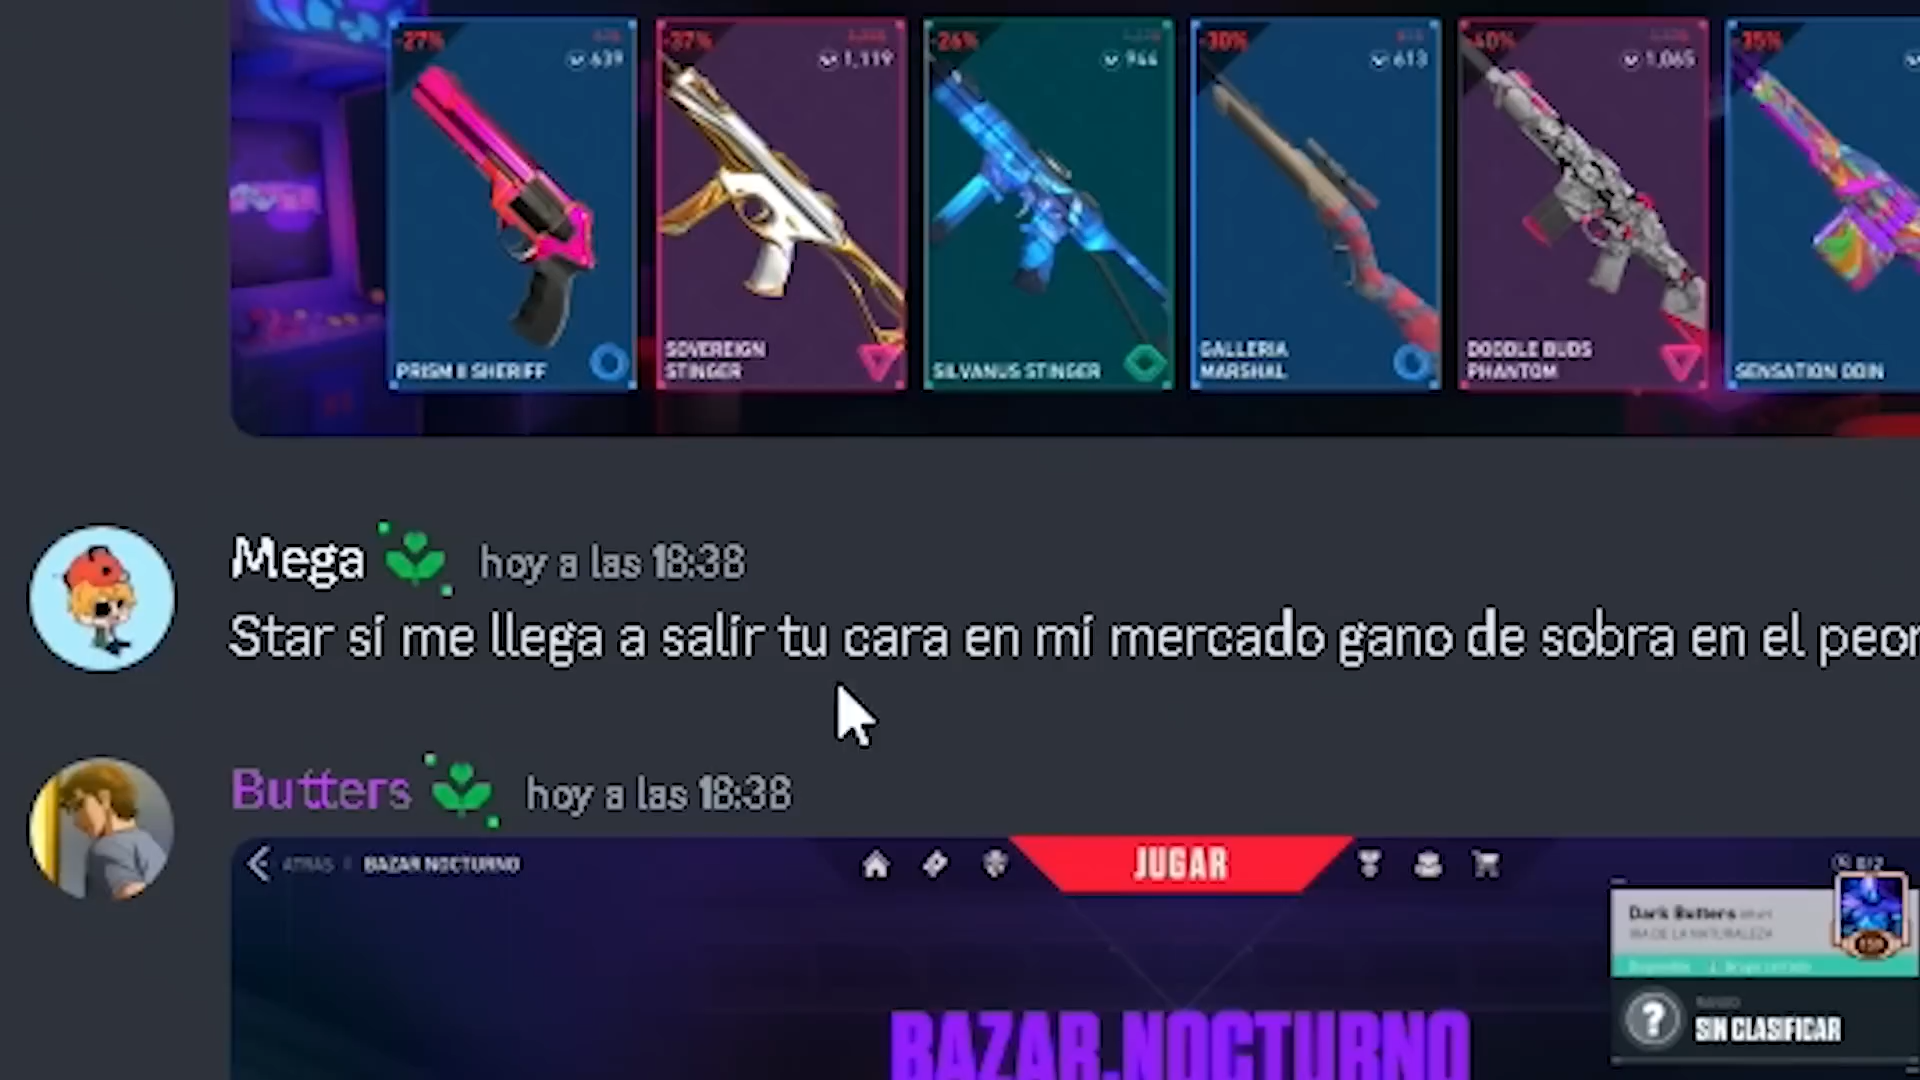 -27%
639
-37%
1,119
-26%
944
-30%
613
-40%
1,065
-35%
PRISM II SHERIFF
SOVEREIGN
STINGER
SILVANUS STINGER
GALLERIA
MARSHAL
DOODLE BUDS
PHANTOM
SENSATION ODIN
Mega hoy a las 18:38
Star si me llega a salir tu cara en mi mercado gano de sobra en el peor
Butters hoy a las 18:38
ATRÁS / BAZAR NOCTURNO
JUGAR
Dark Butters
RANGO
SIN CLASIFICAR
BAZAR.NOCTURNO